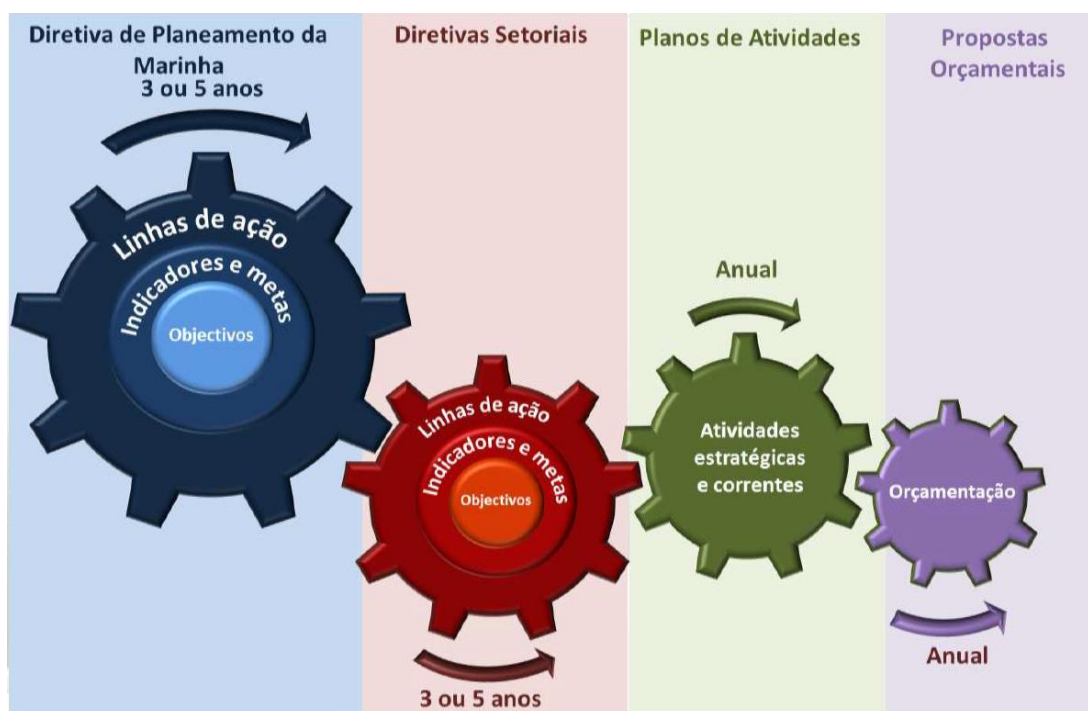 Diretiva de Planeamento da
Marinha
3 ou 5 anos
Linhas de ação
Indicadores e metas
Objectivos
Diretivas Setoriais
Linhas de ação
Indicadores e metas
Objectivos
3 ou 5 anos
Planos de Atividades
Anual
Atividades
estratégicas
e correntes
Propostas
Orçamentais
Orçamentação
Anual